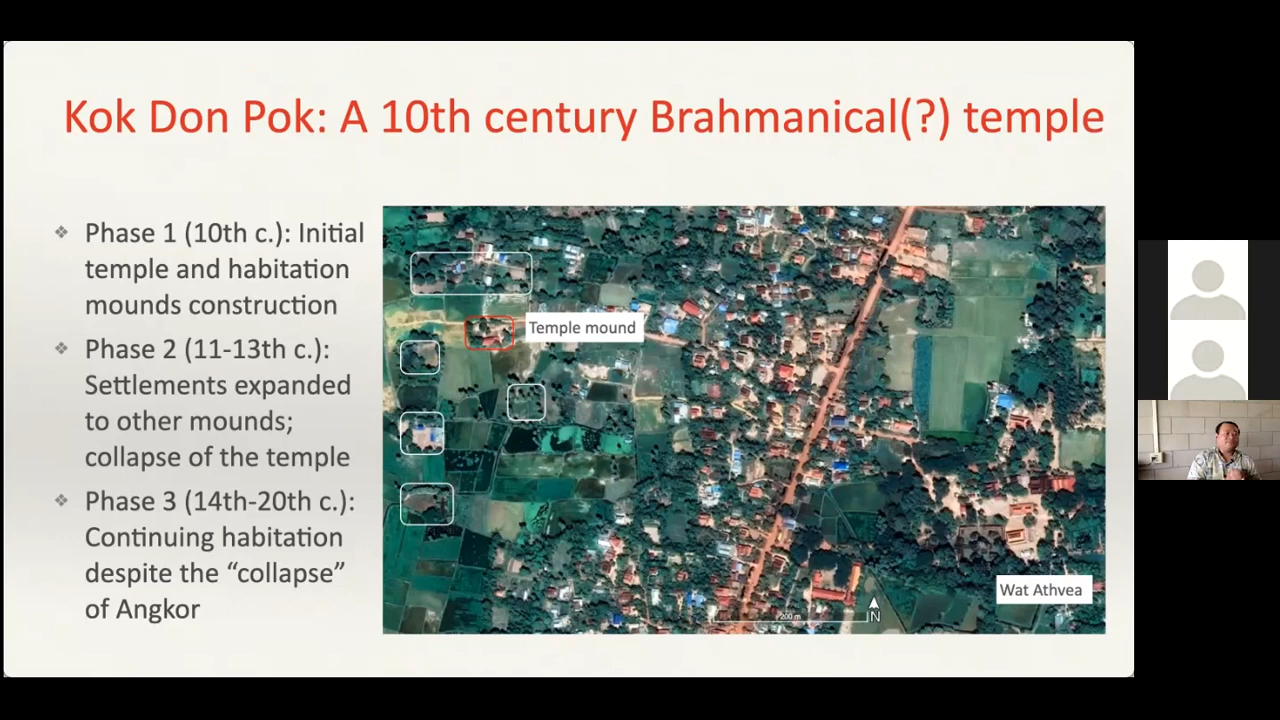 Kok Don Pok: A 10th century Brahmanical(?) temple
❖ Phase 1 (10th c.): Initial
temple and habitation
mounds construction
❖ Phase 2 (11-13th c.):
Settlements expanded
to other mounds;
collapse of the temple
❖ Phase 3 (14th-20th c.):
Continuing habitation
despite the “collapse”
of Angkor
Temple mound
Wat Athvea
200 m
N